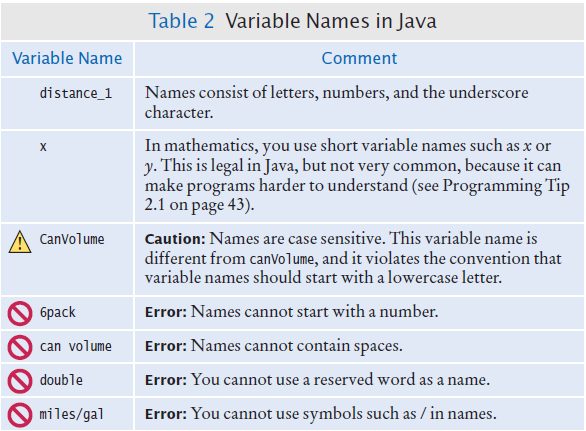 Table 2 Variable Names in Java
Variable Name Comment
distance_1 Names consist of letters, numbers, and the underscore
character.
x In mathematics, you use short variable names such as x or
y. This is legal in Java, but not very common, because it can
make programs harder to understand (see Programming Tip
2.1 on page 43).
CanVolume Caution: Names are case sensitive. This variable name is
different from canVolume, and it violates the convention that
variable names should start with a lowercase letter.
6pack Error: Names cannot start with a number.
can volume Error: Names cannot contain spaces.
double Error: You cannot use a reserved word as a name.
miles/gal Error: You cannot use symbols such as / in names.